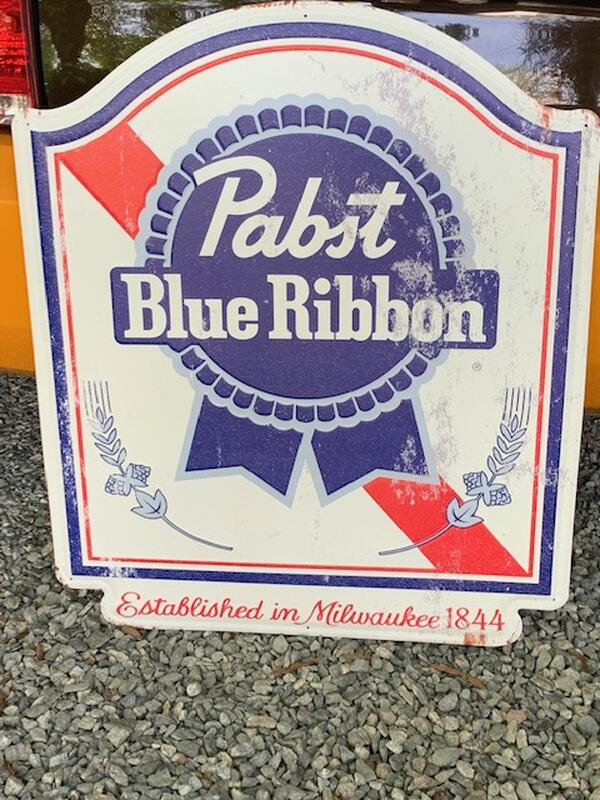 Pabst
Blue Ribbon
®
Established in Milwaukee 1844